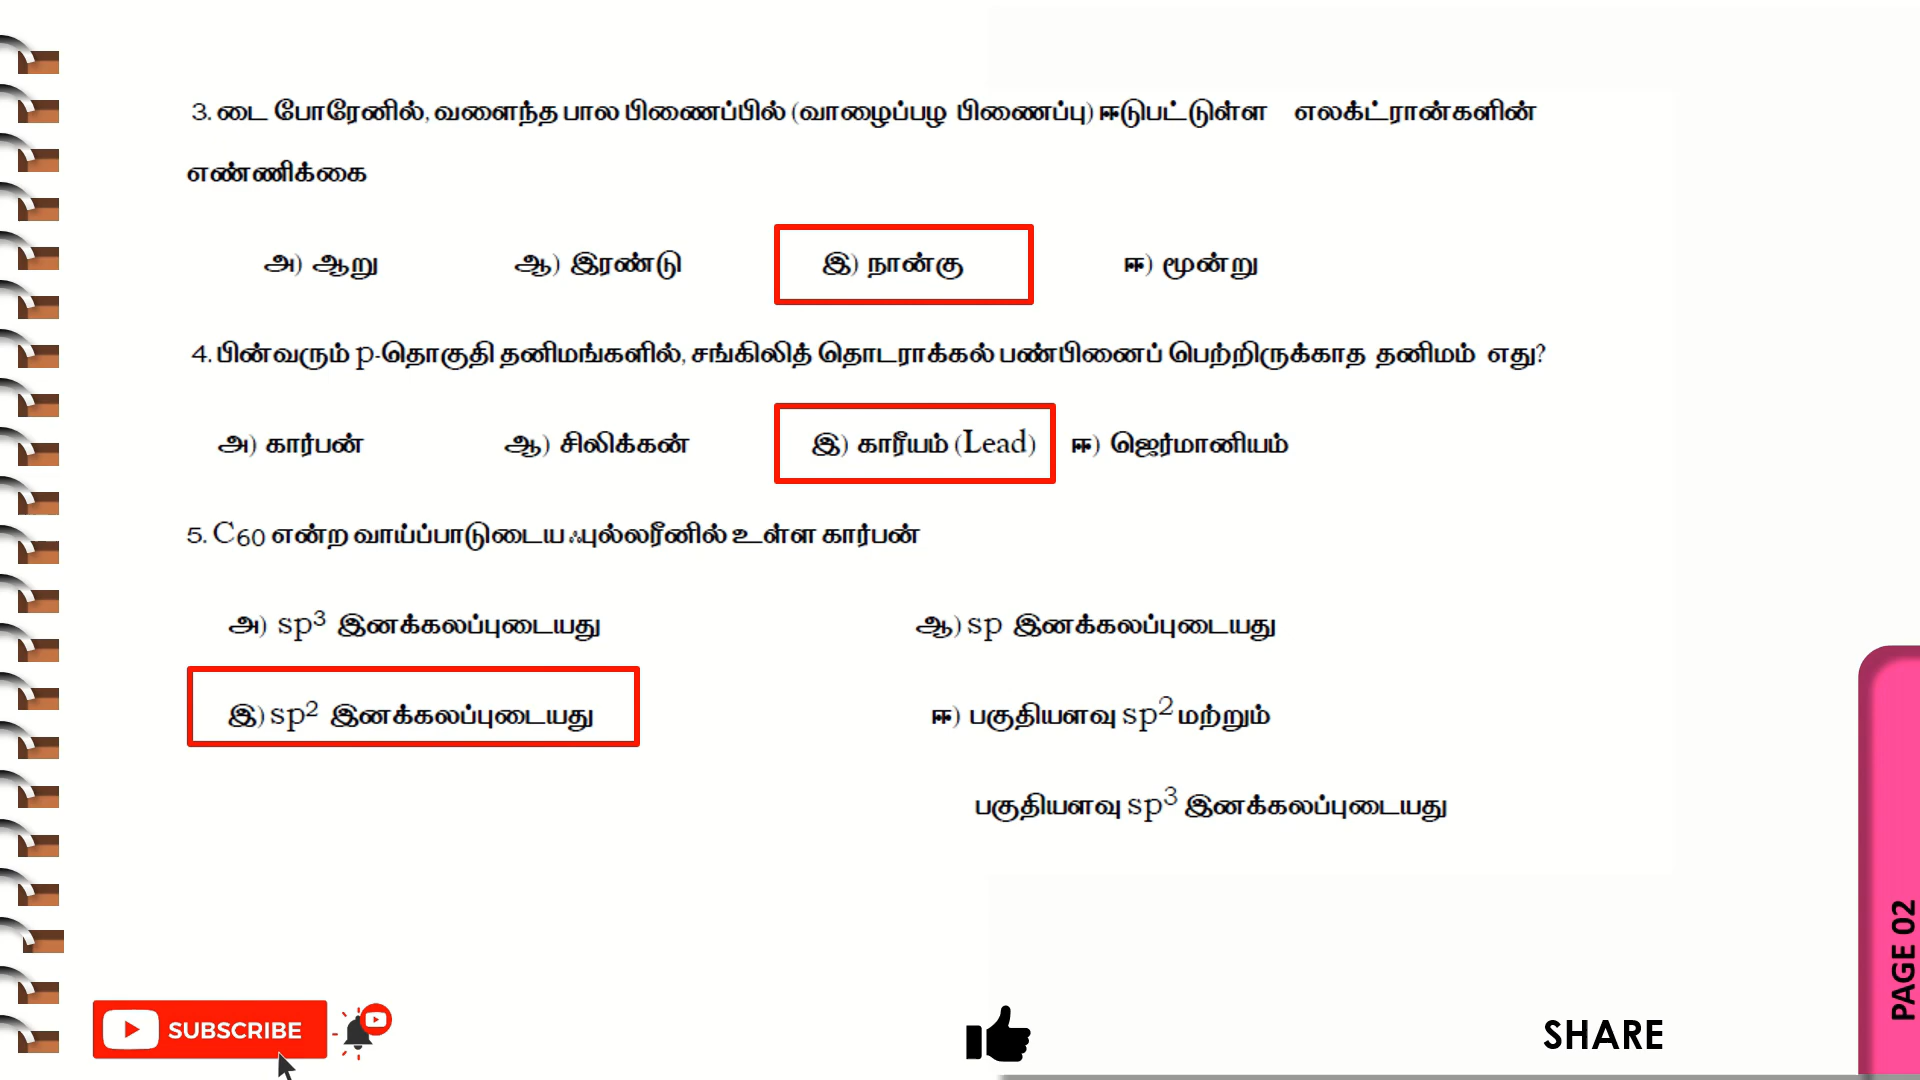 3. டை போரேனில், வளைந்த பால பிணைப்பில் (வாழைப்பழ பிணைப்பு) ஈடுபட்டுள்ள எலக்ட்ரான்களின்
எண்ணிக்கை
அ) ஆறு ஆ) இரண்டு இ) நான்கு ஈ) மூன்று
4. பின்வரும் p-தொகுதி தனிமங்களில், சங்கிலித் தொடராக்கல் பண்பினைப் பெற்றிருக்காத தனிமம் எது?
அ) கார்பன் ஆ) சிலிக்கன் இ) காரீயம் (Lead) ஈ) ஜெர்மானியம்
5. C60 என்ற வாய்ப்பாடுடைய ஃபுல்லரீனில் உள்ள கார்பன்
அ) sp3 இனக்கலப்புடையது ஆ) sp இனக்கலப்புடையது
இ) sp2 இனக்கலப்புடையது ஈ) பகுதியளவு sp2 மற்றும்
பகுதியளவு sp3 இனக்கலப்புடையது
PAGE 02
SUBSCRIBE
SHARE